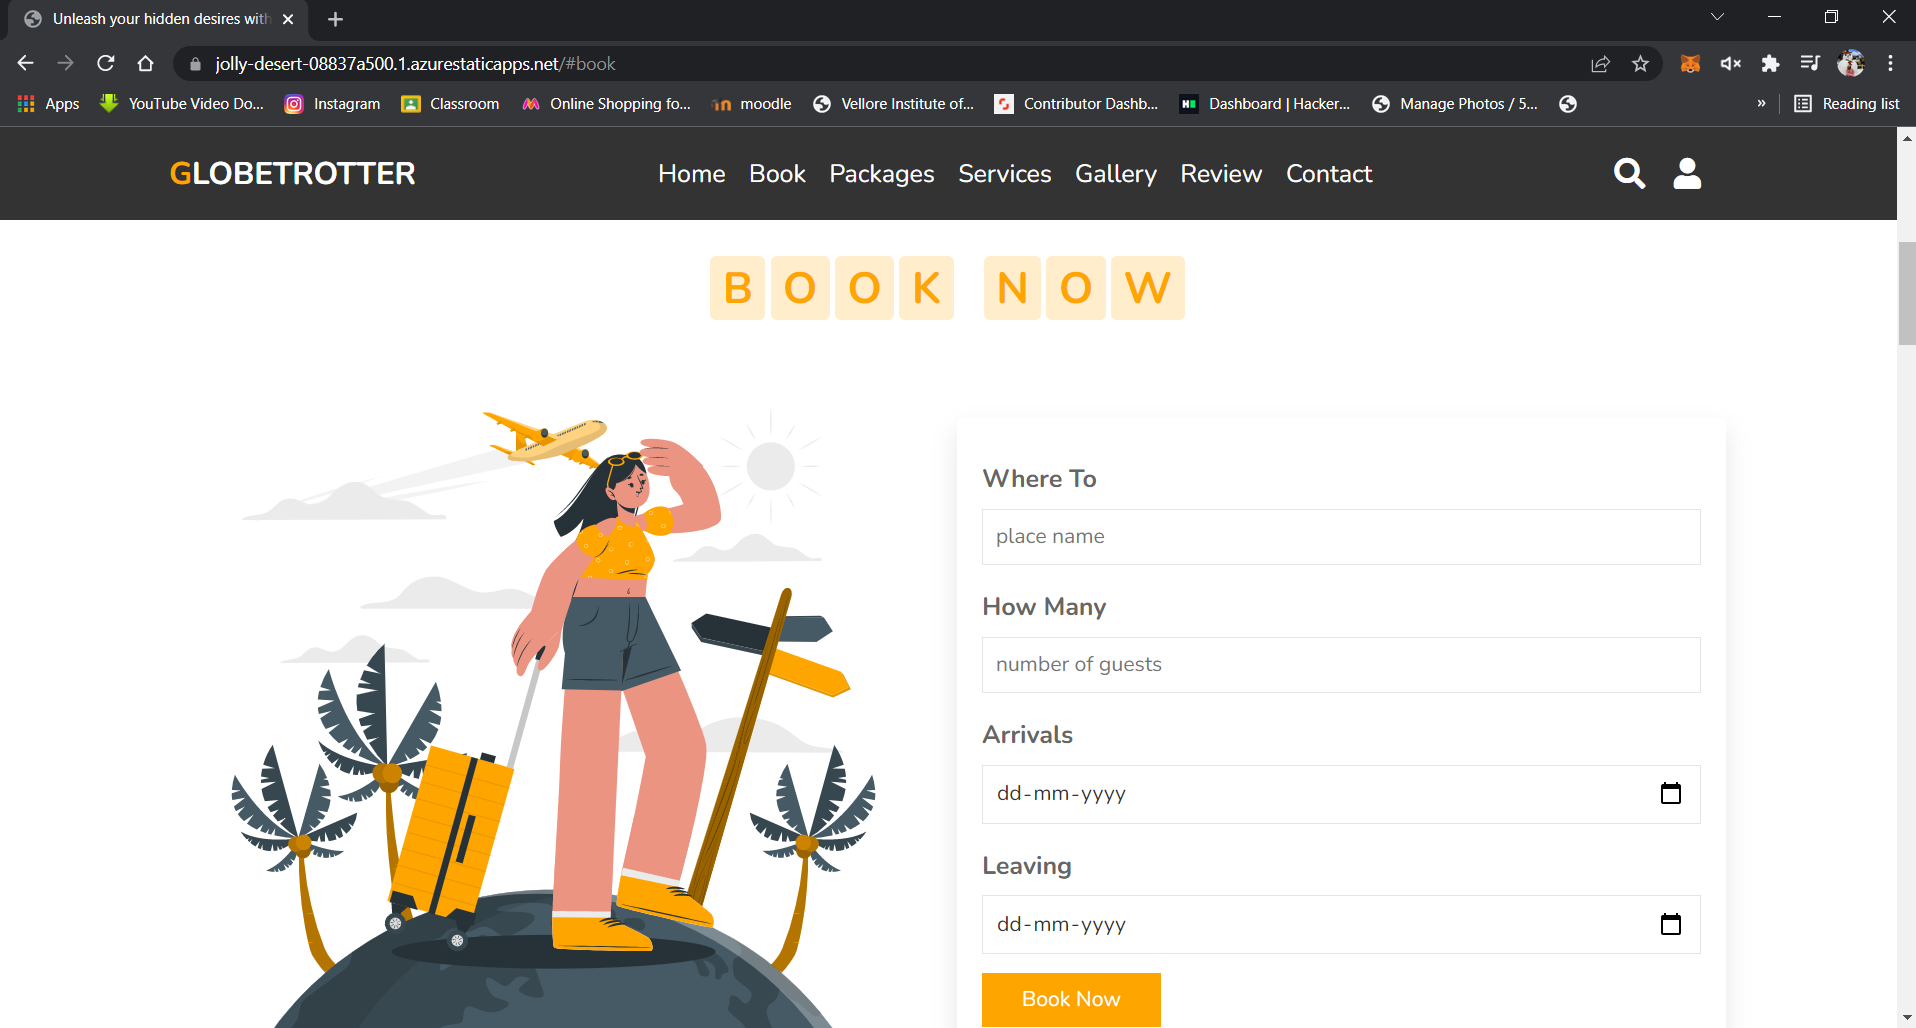 Unleash your hidden desires with
jolly-desert-08837a500.1.azurestaticapps.net/#book
Apps YouTube Video Do... Instagram Classroom Online Shopping fo... moodle Vellore Institute of... Contributor Dashb... Dashboard | Hacker... Manage Photos / 5... » Reading list
GLOBETROTTER Home Book Packages Services Gallery Review Contact
BOOK NOW
Where To
place name
How Many
number of guests
Arrivals
dd-mm-yyyy
Leaving
dd-mm-yyyy
Book Now